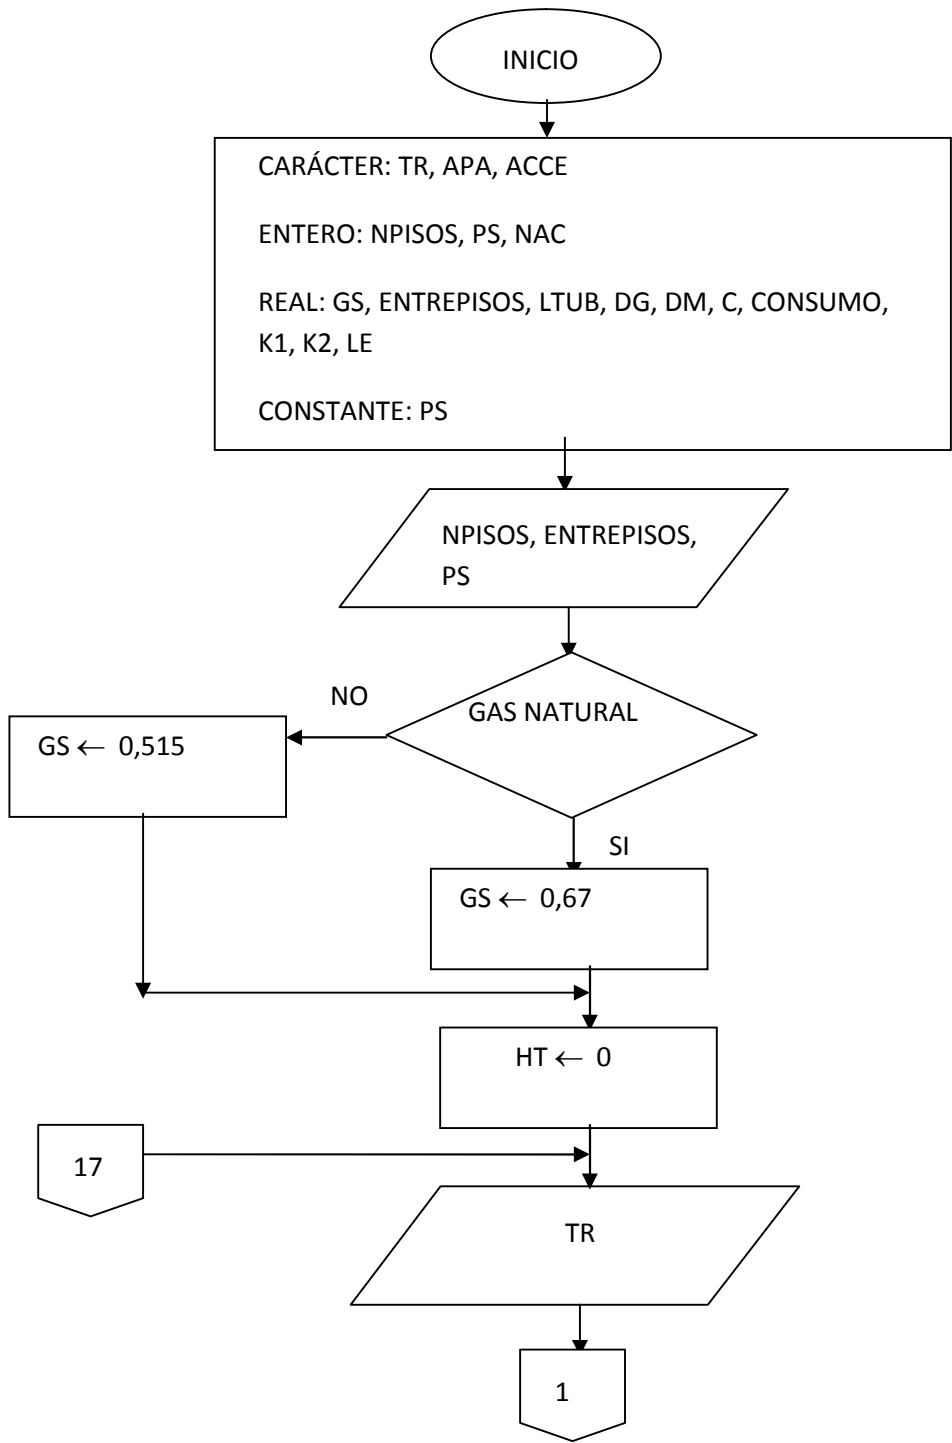 INICIO
CARÁCTER: TR, APA, ACCE
ENTERO: NPISOS, PS, NAC
REAL: GS, ENTREPISOS, LTUB, DG, DM, C, CONSUMO,
K1, K2, LE
CONSTANTE: PS
NPISOS, ENTREPISOS,
PS
NO
GAS NATURAL
GS ← 0,515
SI
GS ← 0,67
HT ← 0
17
TR
1